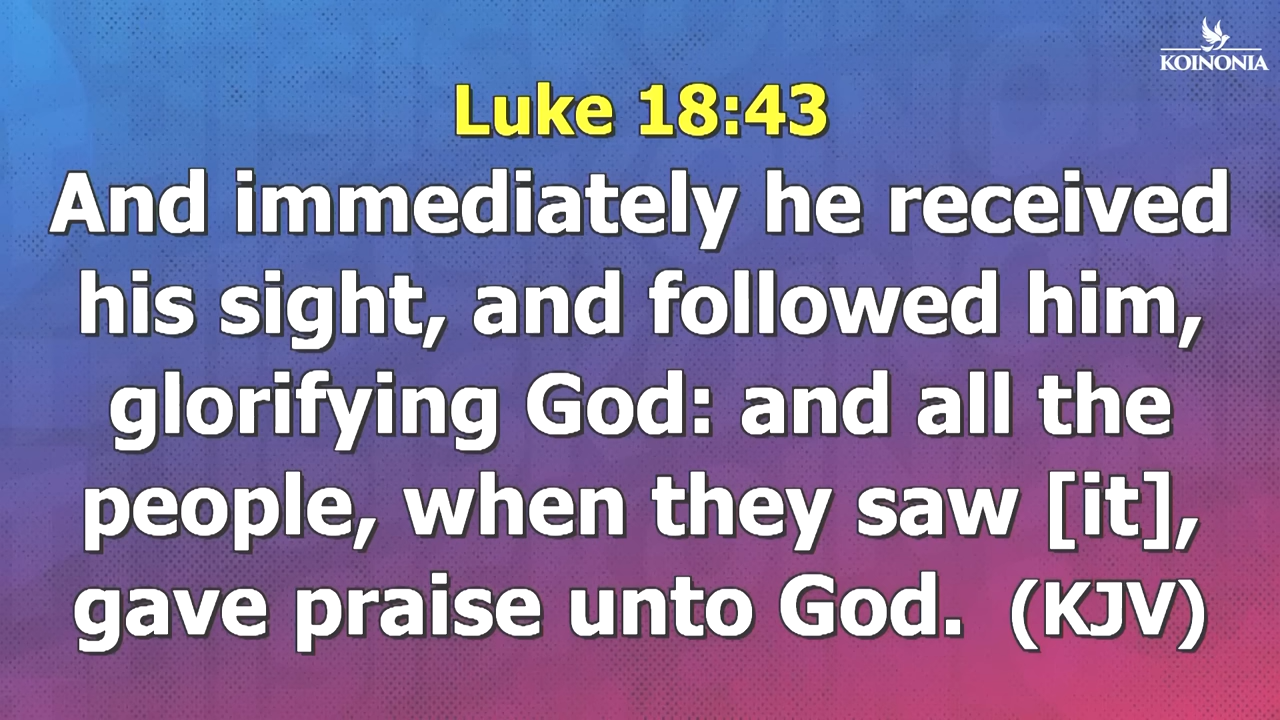 KOINONIA
Luke 18:43
And immediately he received
his sight, and followed him,
glorifying God: and all the
people, when they saw [it],
gave praise unto God. (KJV)